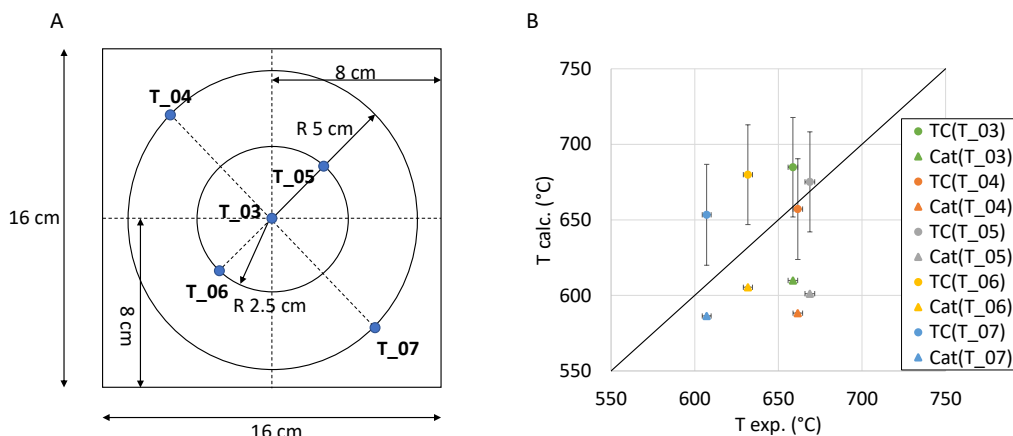 A
8 cm
T_04
R 5 cm
T_05
T_03
16 cm
T_06
R 2.5 cm
8 cm
T_07
16 cm
B
750
700
650
600
550
T calc. (°C)
550 600 650 700 750
T exp. (°C)
TC(T_03)
Cat(T_03)
TC(T_04)
Cat(T_04)
TC(T_05)
Cat(T_05)
TC(T_06)
Cat(T_06)
TC(T_07)
Cat(T_07)